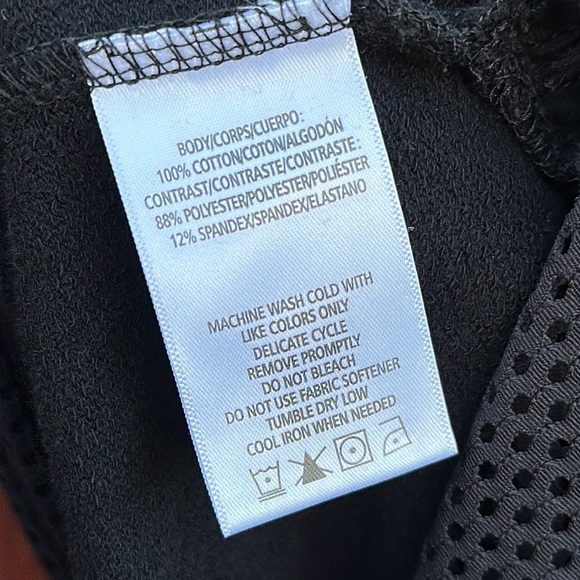 BODY/CORPS/CUERPO:
100% COTTON/COTON/ALGODÓN
CONTRAST/CONTRASTE/CONTRASTE:
88% POLYESTER/POLYESTER/POLIÉSTER
12% SPANDEX/SPANDEX/ELASTANO
MACHINE WASH COLD WITH
LIKE COLORS ONLY
DELICATE CYCLE
REMOVE PROMPTLY
DO NOT BLEACH
DO NOT USE FABRIC SOFTENER
TUMBLE DRY LOW
COOL IRON WHEN NEEDED